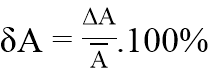 δA = ΔA / A̅ .100%